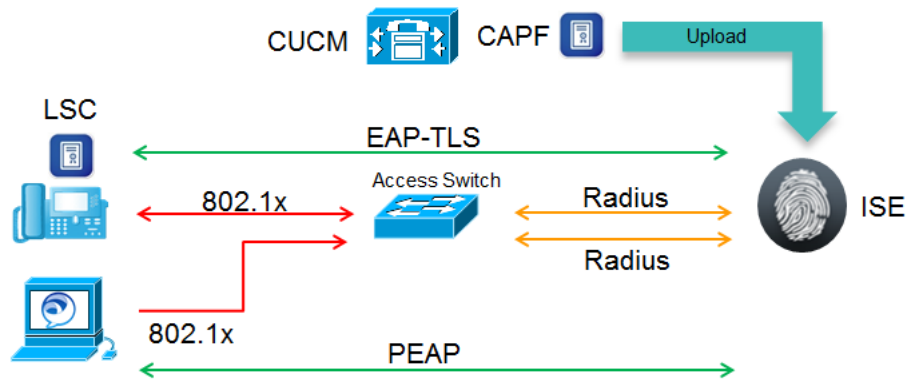 CUCM
CAPF
Upload
LSC
EAP-TLS
Access Switch
802.1x
Radius
ISE
Radius
802.1x
PEAP